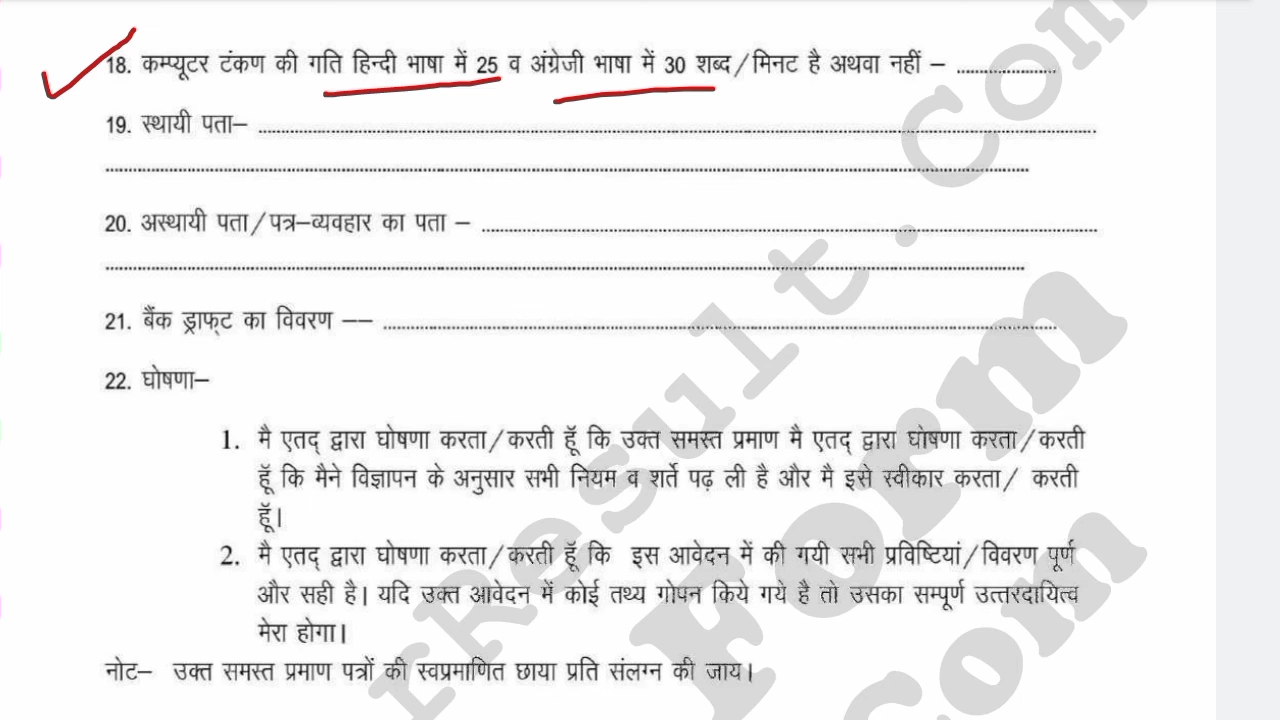 18. कम्प्यूटर टंकण की गति हिन्दी भाषा में 25 व अंग्रेजी भाषा में 30 शब्द/मिनट है अथवा नहीं – ......................
19. स्थायी पता– ......................
......................
20. अस्थायी पता/पत्र–व्यवहार का पता – ......................
......................
21. बैंक ड्राफ्ट का विवरण –– ......................
22. घोषणा–
1. मै एतद् द्वारा घोषणा करता/करती हूॅं कि उक्त समस्त प्रमाण मै एतद् द्वारा घोषणा करता/करती
हूॅं कि मैने विज्ञापन के अनुसार सभी नियम व शर्ते पढ़ ली है और मै इसे स्वीकार करता/ करती
हूॅं।
2. मै एतद् द्वारा घोषणा करता/करती हूॅं कि इस आवेदन में की गयी सभी प्रविष्टियां/विवरण पूर्ण
और सही है। यदि उक्त आवेदन में कोई तथ्य गोपन किये गये है तो उसका सम्पूर्ण उत्तरदायित्व
मेरा होगा।
नोट– उक्त समस्त प्रमाण पत्रों की स्वप्रमाणित छाया प्रति संलग्न की जाय।
rResult.Com
Form
Com